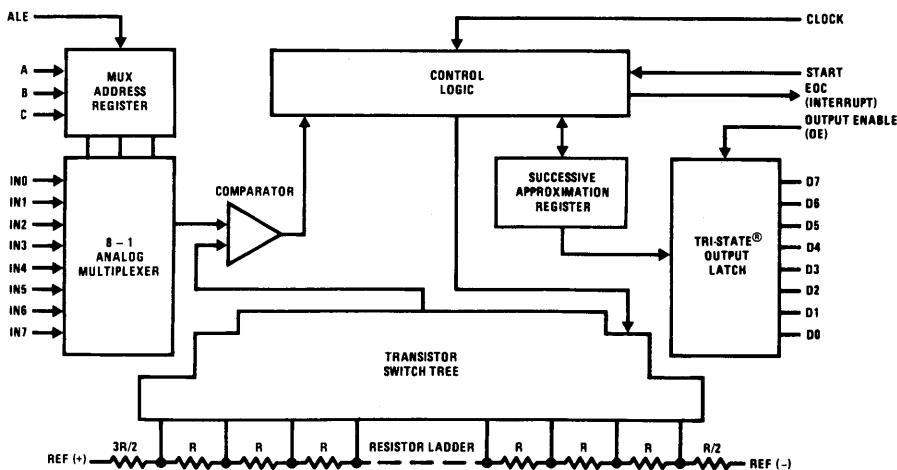 ALE
CLOCK
A
B
C
MUX
ADDRESS
REGISTER
CONTROL
LOGIC
START
EOC
(INTERRUPT)
OUTPUT ENABLE
(OE)
IN0
IN1
IN2
IN3
IN4
IN5
IN6
IN7
8 – 1
ANALOG
MULTIPLEXER
COMPARATOR
SUCCESSIVE
APPROXIMATION
REGISTER
TRI-STATE®
OUTPUT
LATCH
D7
D6
D5
D4
D3
D2
D1
D0
TRANSISTOR
SWITCH TREE
REF (+)
3R/2
R
R
R
RESISTOR LADDER
R
R
R
R/2
REF (–)